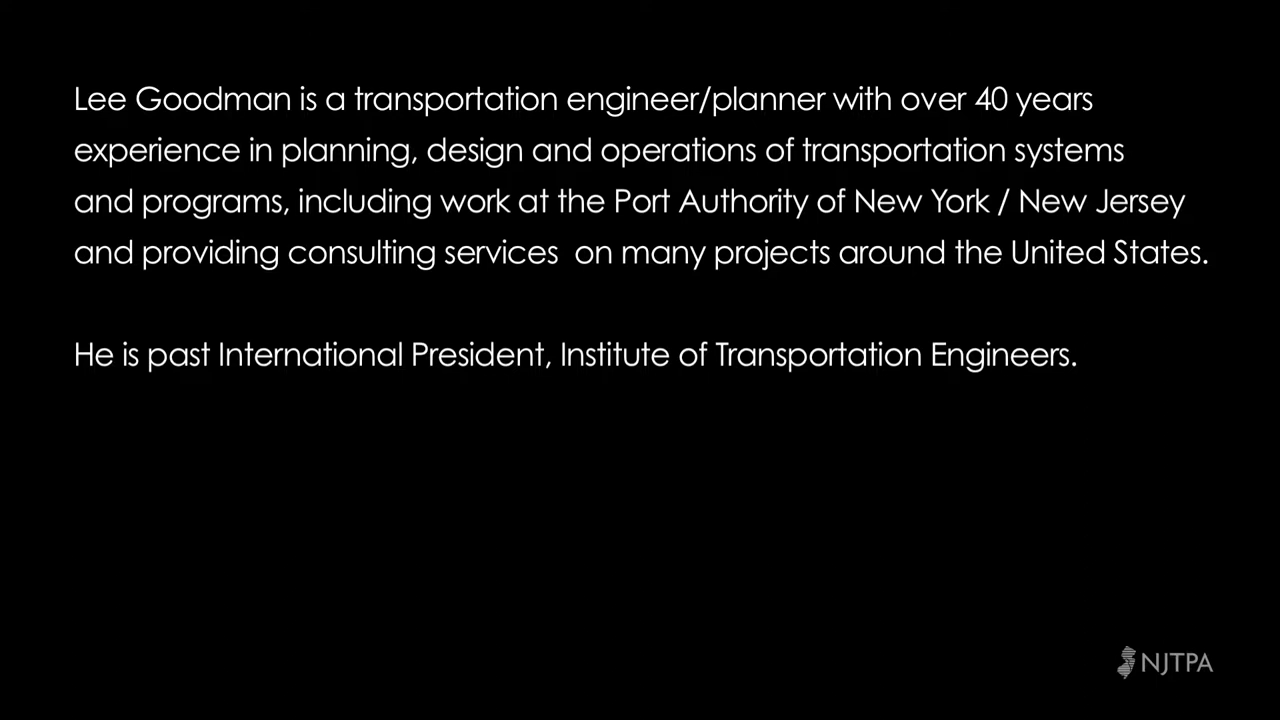 Lee Goodman is a transportation engineer/planner with over 40 years
experience in planning, design and operations of transportation systems
and programs, including work at the Port Authority of New York / New Jersey
and providing consulting services  on many projects around the United States.
He is past International President, Institute of Transportation Engineers.
NJTPA